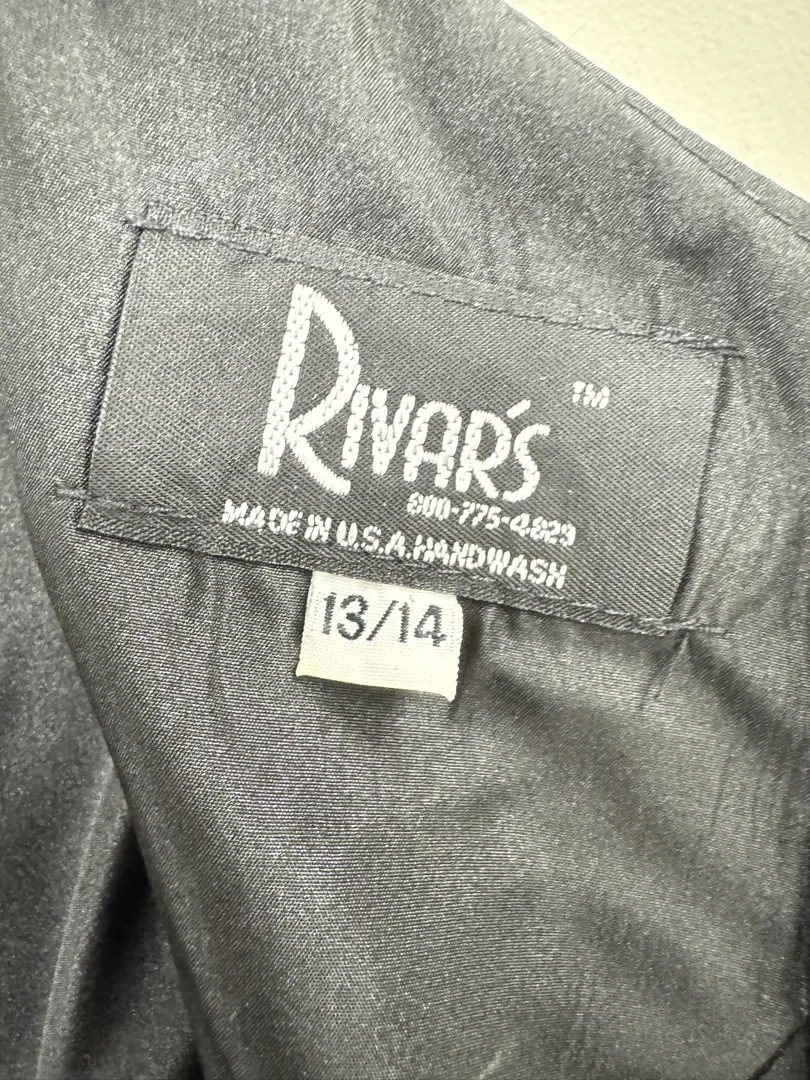 RIVAR'S
TM
800-775-4829
MADE IN U.S.A. HANDWASH
13/14